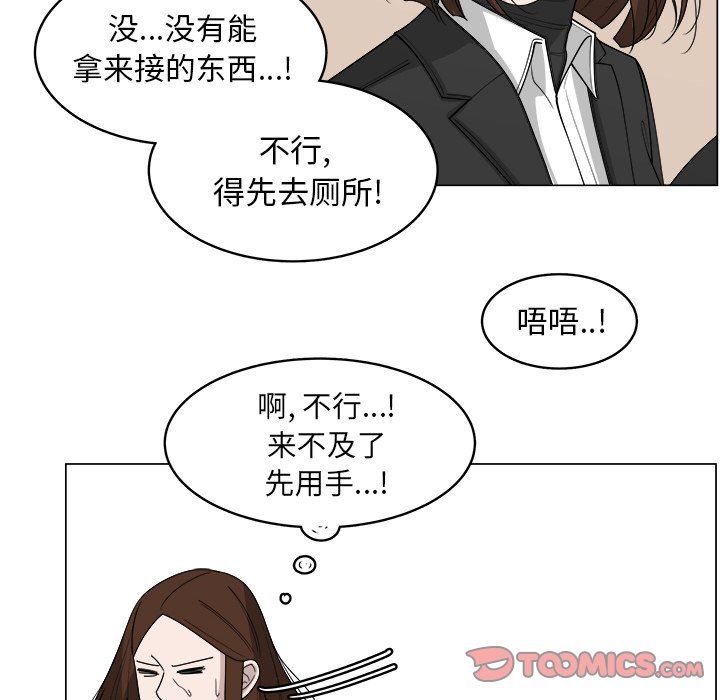 没...没有能
拿来接的东西...!
不行,
得先去厕所!
唔唔..!
啊, 不行...!
来不及了
先用手...!
TOOMICS.COM